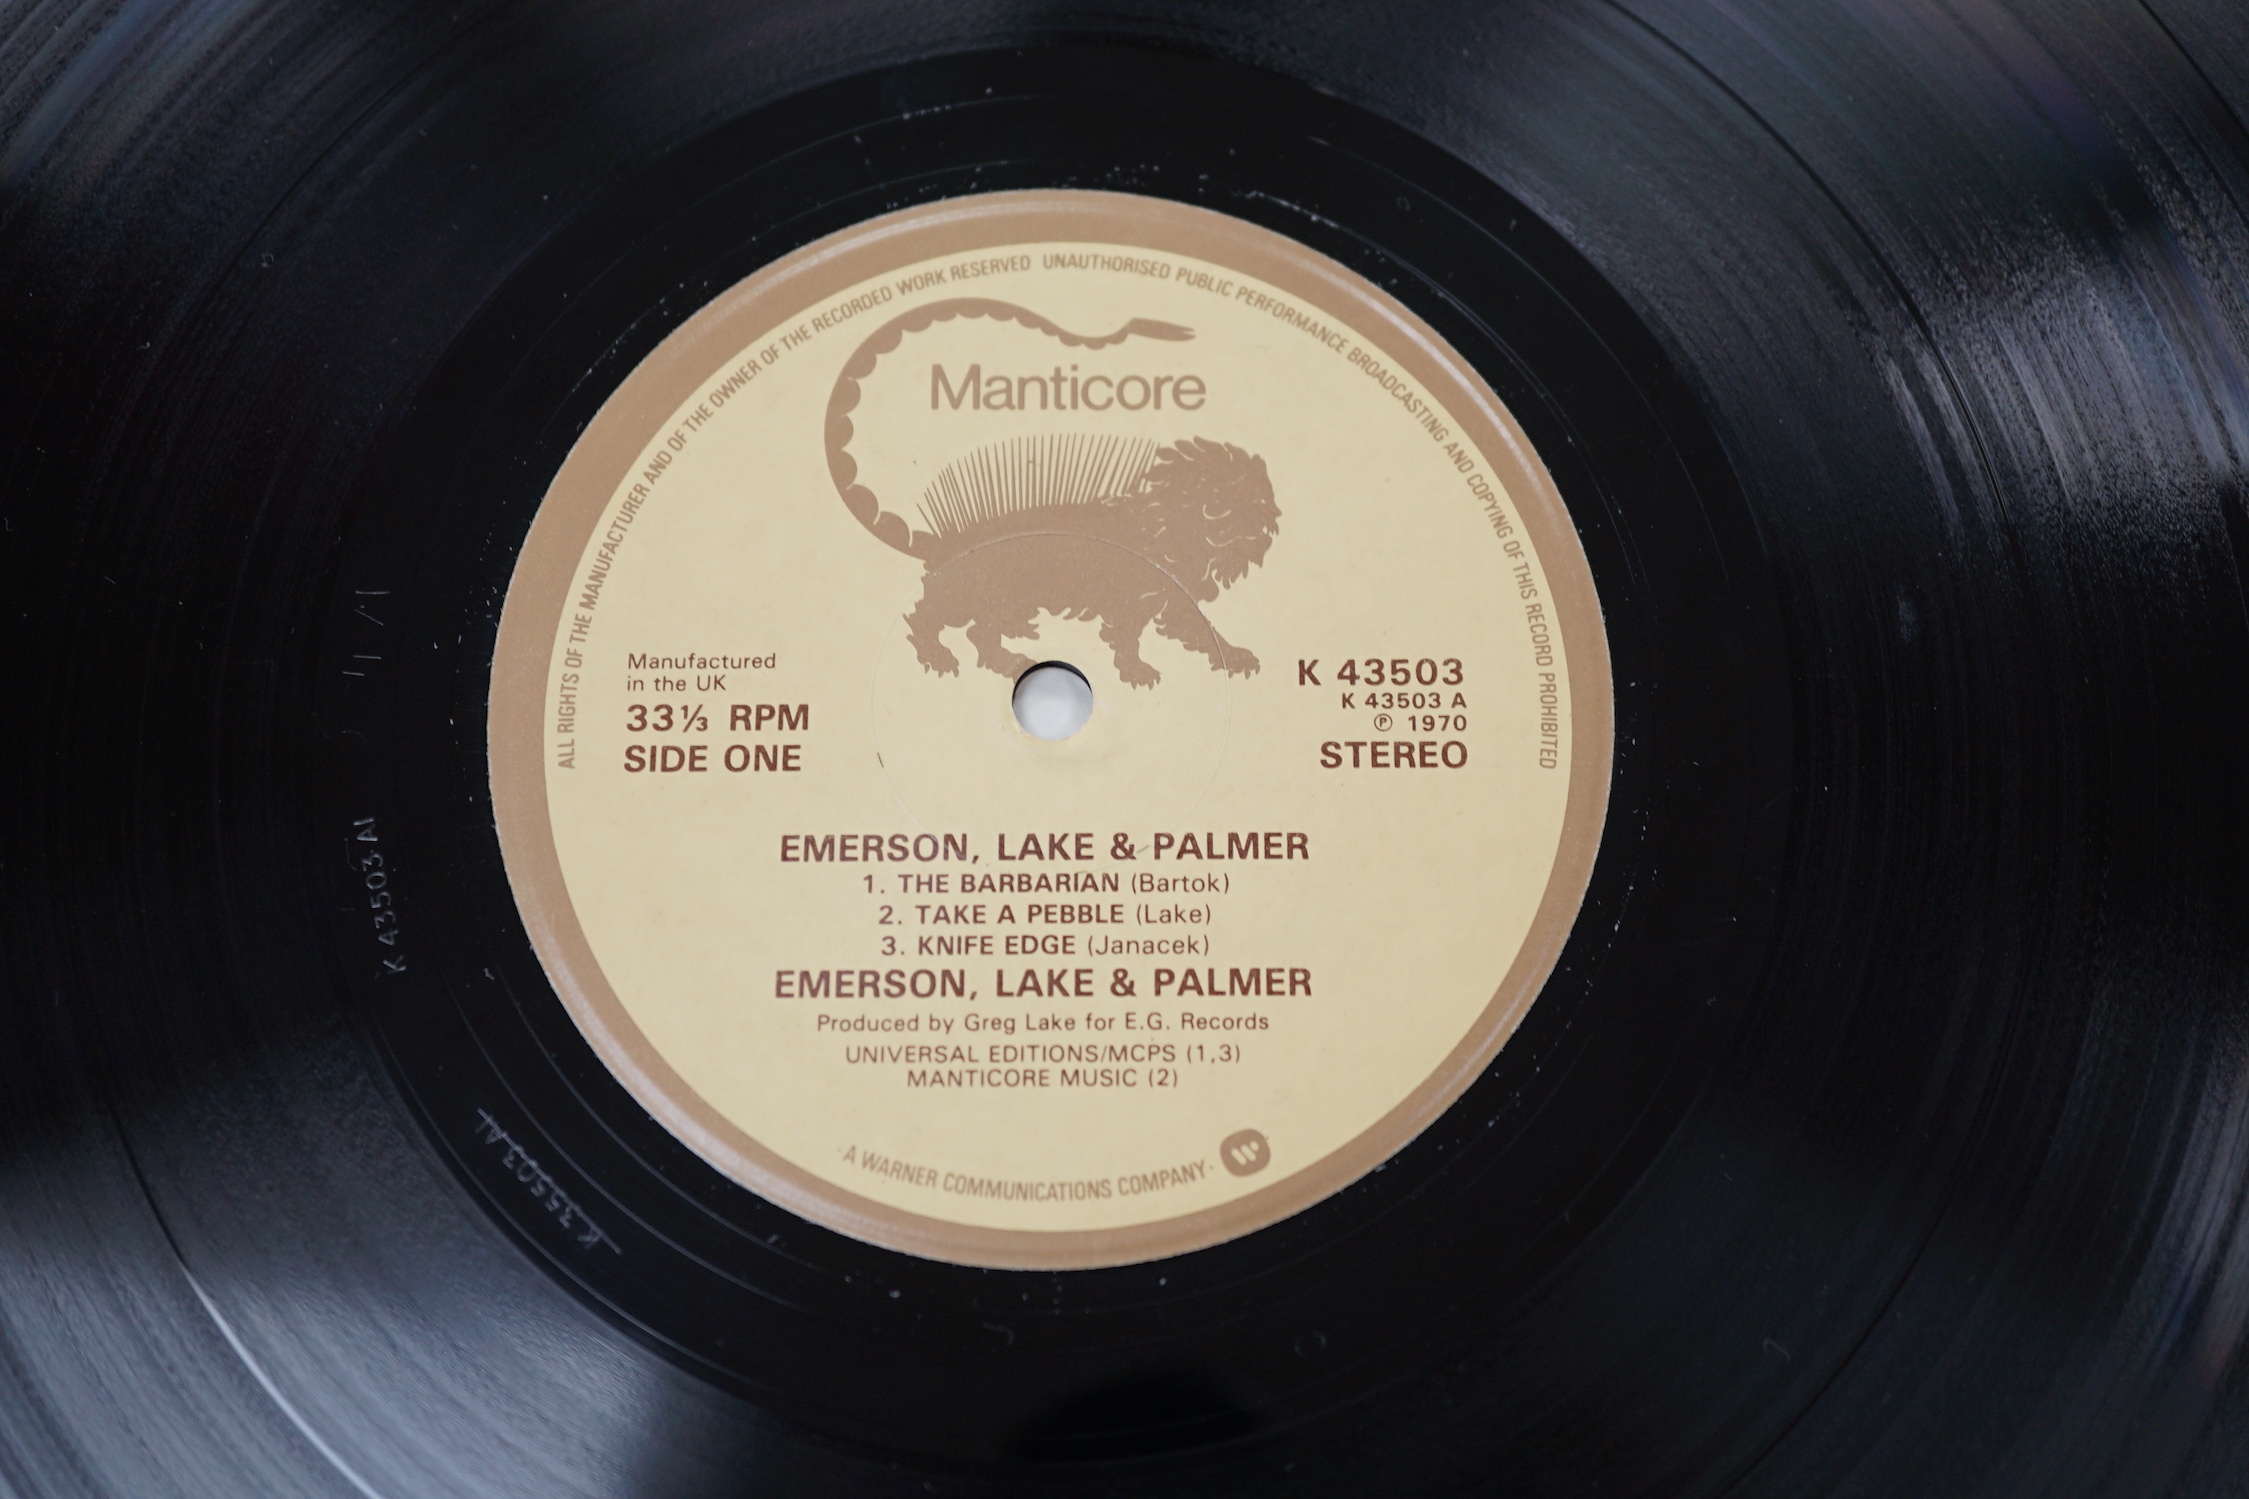 ALL RIGHTS OF THE MANUFACTURER AND OF THE OWNER OF THE RECORDED WORK RESERVED UNAUTHORISED PUBLIC PERFORMANCE BROADCASTING AND COPYING OF THIS RECORD PROHIBITED
Manticore
Manufactured
in the UK
33⅓ RPM
SIDE ONE
K 43503
K 43503 A
℗ 1970
STEREO
EMERSON, LAKE & PALMER
1. THE BARBARIAN (Bartok)
2. TAKE A PEBBLE (Lake)
3. KNIFE EDGE (Janacek)
EMERSON, LAKE & PALMER
Produced by Greg Lake for E.G. Records
UNIVERSAL EDITIONS/MCPS (1,3)
MANTICORE MUSIC (2)
·A WARNER COMMUNICATIONS COMPANY·
K 43503 A1
K 35503 A1